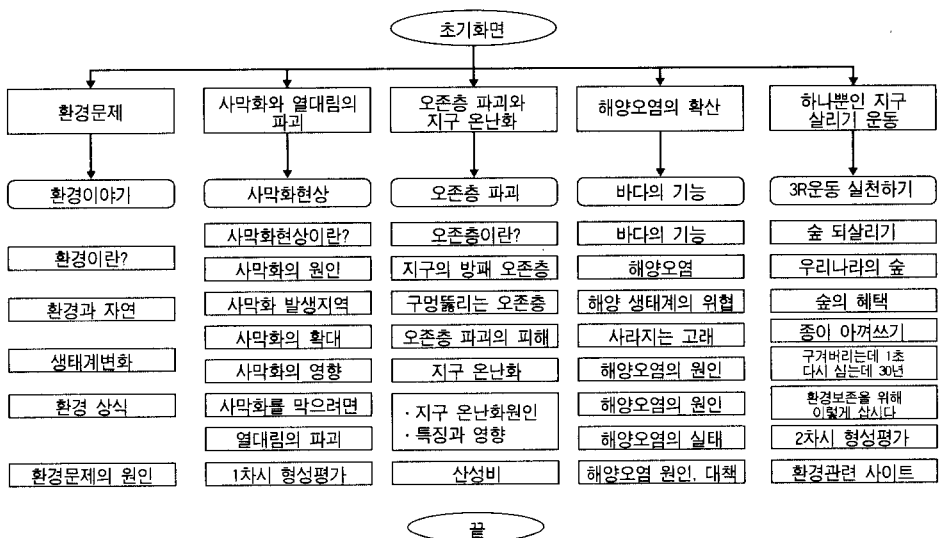 초기화면
환경문제
사막화와 열대림의
파괴
오존층 파괴와
지구 온난화
해양오염의 확산
하나뿐인 지구
살리기 운동
환경이야기
사막화현상
오존층 파괴
바다의 기능
3R운동 실천하기
환경이란?
환경과 자연
생태계변화
환경 상식
환경문제의 원인
사막화현상이란?
사막화의 원인
사막화 발생지역
사막화의 확대
사막화의 영향
사막화를 막으려면
열대림의 파괴
1차시 형성평가
오존층이란?
지구의 방패 오존층
구멍뚫리는 오존층
오존층 파괴의 피해
지구 온난화
· 지구 온난화원인
· 특징과 영향
산성비
바다의 기능
해양오염
해양 생태계의 위협
사라지는 고래
해양오염의 원인
해양오염의 원인
해양오염의 실태
해양오염 원인, 대책
숲 되살리기
우리나라의 숲
숲의 혜택
종이 아껴쓰기
구겨버리는데 1초
다시 심는데 30년
환경보존을 위해
이렇게 삽시다
2차시 형성평가
환경관련 사이트
끝